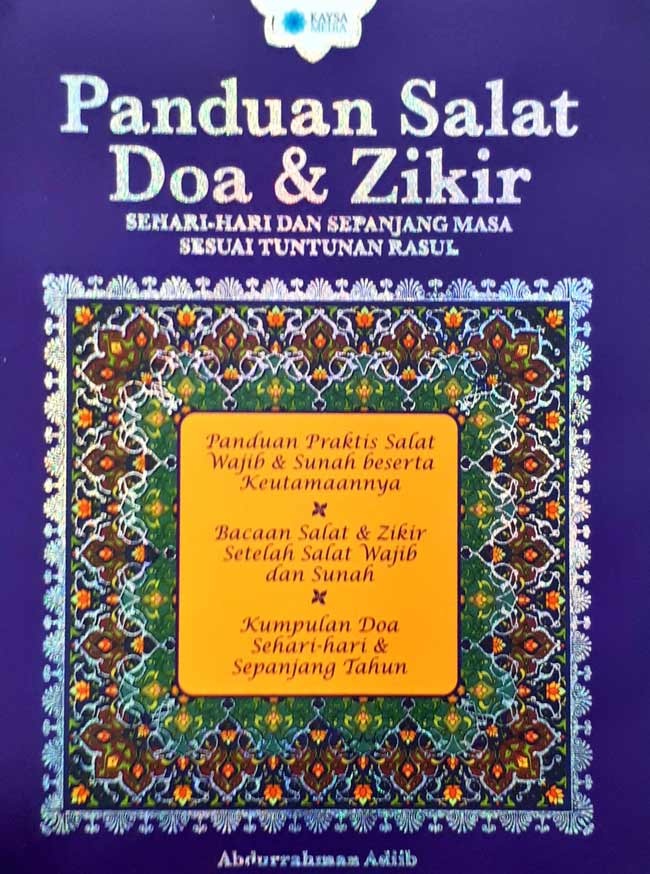 KAYSA
MEDIA
Panduan Salat
Doa & Zikir
SEHARI-HARI DAN SEPANJANG MASA
SESUAI TUNTUNAN RASUL
Panduan Praktis Salat
Wajib & Sunah beserta
Keutamaannya
Bacaan Salat & Zikir
Setelah Salat Wajib
dan Sunah
Kumpulan Doa
Sehari-hari &
Sepanjang Tahun
Abdurrahman Adiib